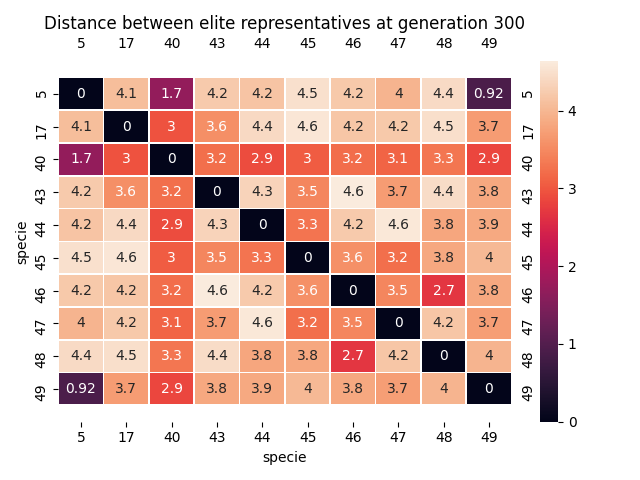 Distance between elite representatives at generation 300
5 17 40 43 44 45 46 47 48 49
5 0 4.1 1.7 4.2 4.2 4.5 4.2 4 4.4 0.92 5
17 4.1 0 3 3.6 4.4 4.6 4.2 4.2 4.5 3.7 17
40 1.7 3 0 3.2 2.9 3 3.2 3.1 3.3 2.9 40
43 4.2 3.6 3.2 0 4.3 3.5 4.6 3.7 4.4 3.8 43
44 4.2 4.4 2.9 4.3 0 3.3 4.2 4.6 3.8 3.9 44
45 4.5 4.6 3 3.5 3.3 0 3.6 3.2 3.8 4 45
46 4.2 4.2 3.2 4.6 4.2 3.6 0 3.5 2.7 3.8 46
47 4 4.2 3.1 3.7 4.6 3.2 3.5 0 4.2 3.7 47
48 4.4 4.5 3.3 4.4 3.8 3.8 2.7 4.2 0 4 48
49 0.92 3.7 2.9 3.8 3.9 4 3.8 3.7 4 0 49
5 17 40 43 44 45 46 47 48 49
specie
specie
4
3
2
1
0